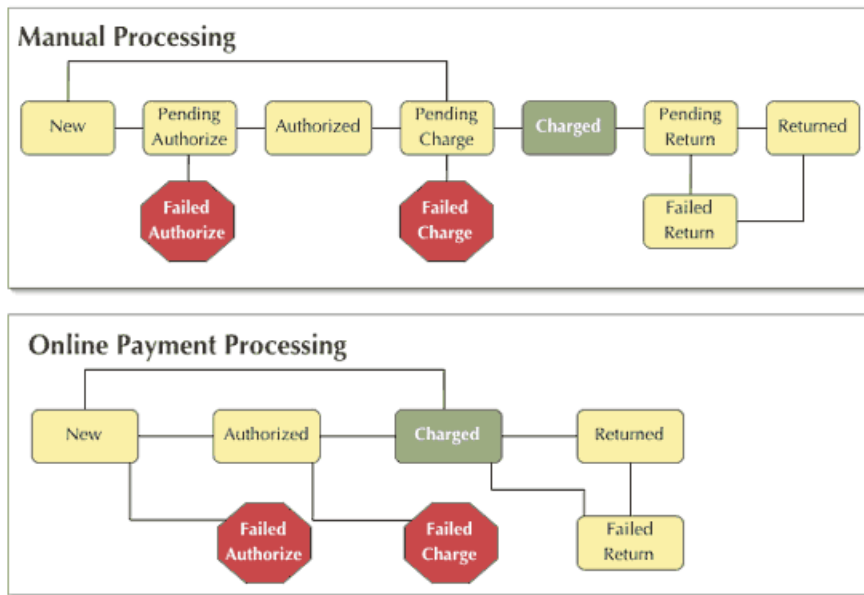 Manual Processing
New
Pending
Authorize
Authorized
Pending
Charge
Charged
Pending
Return
Returned
Failed
Authorize
Failed
Charge
Failed
Return
Online Payment Processing
New
Authorized
Charged
Returned
Failed
Authorize
Failed
Charge
Failed
Return